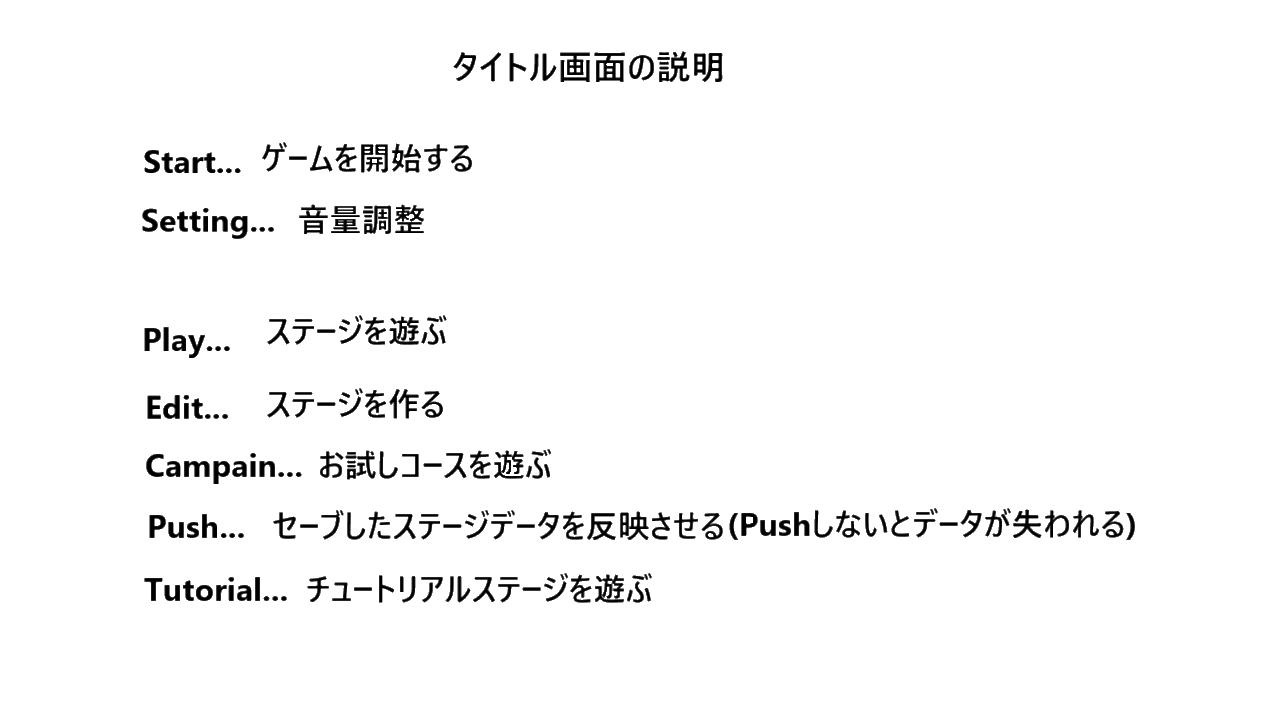 タイトル画面の説明
Start... ゲームを開始する
Setting... 音量調整
Play... ステージを遊ぶ
Edit... ステージを作る
Campain... お試しコースを遊ぶ
Push... セーブしたステージデータを反映させる(Pushしないとデータが失われる)
Tutorial... チュートリアルステージを遊ぶ